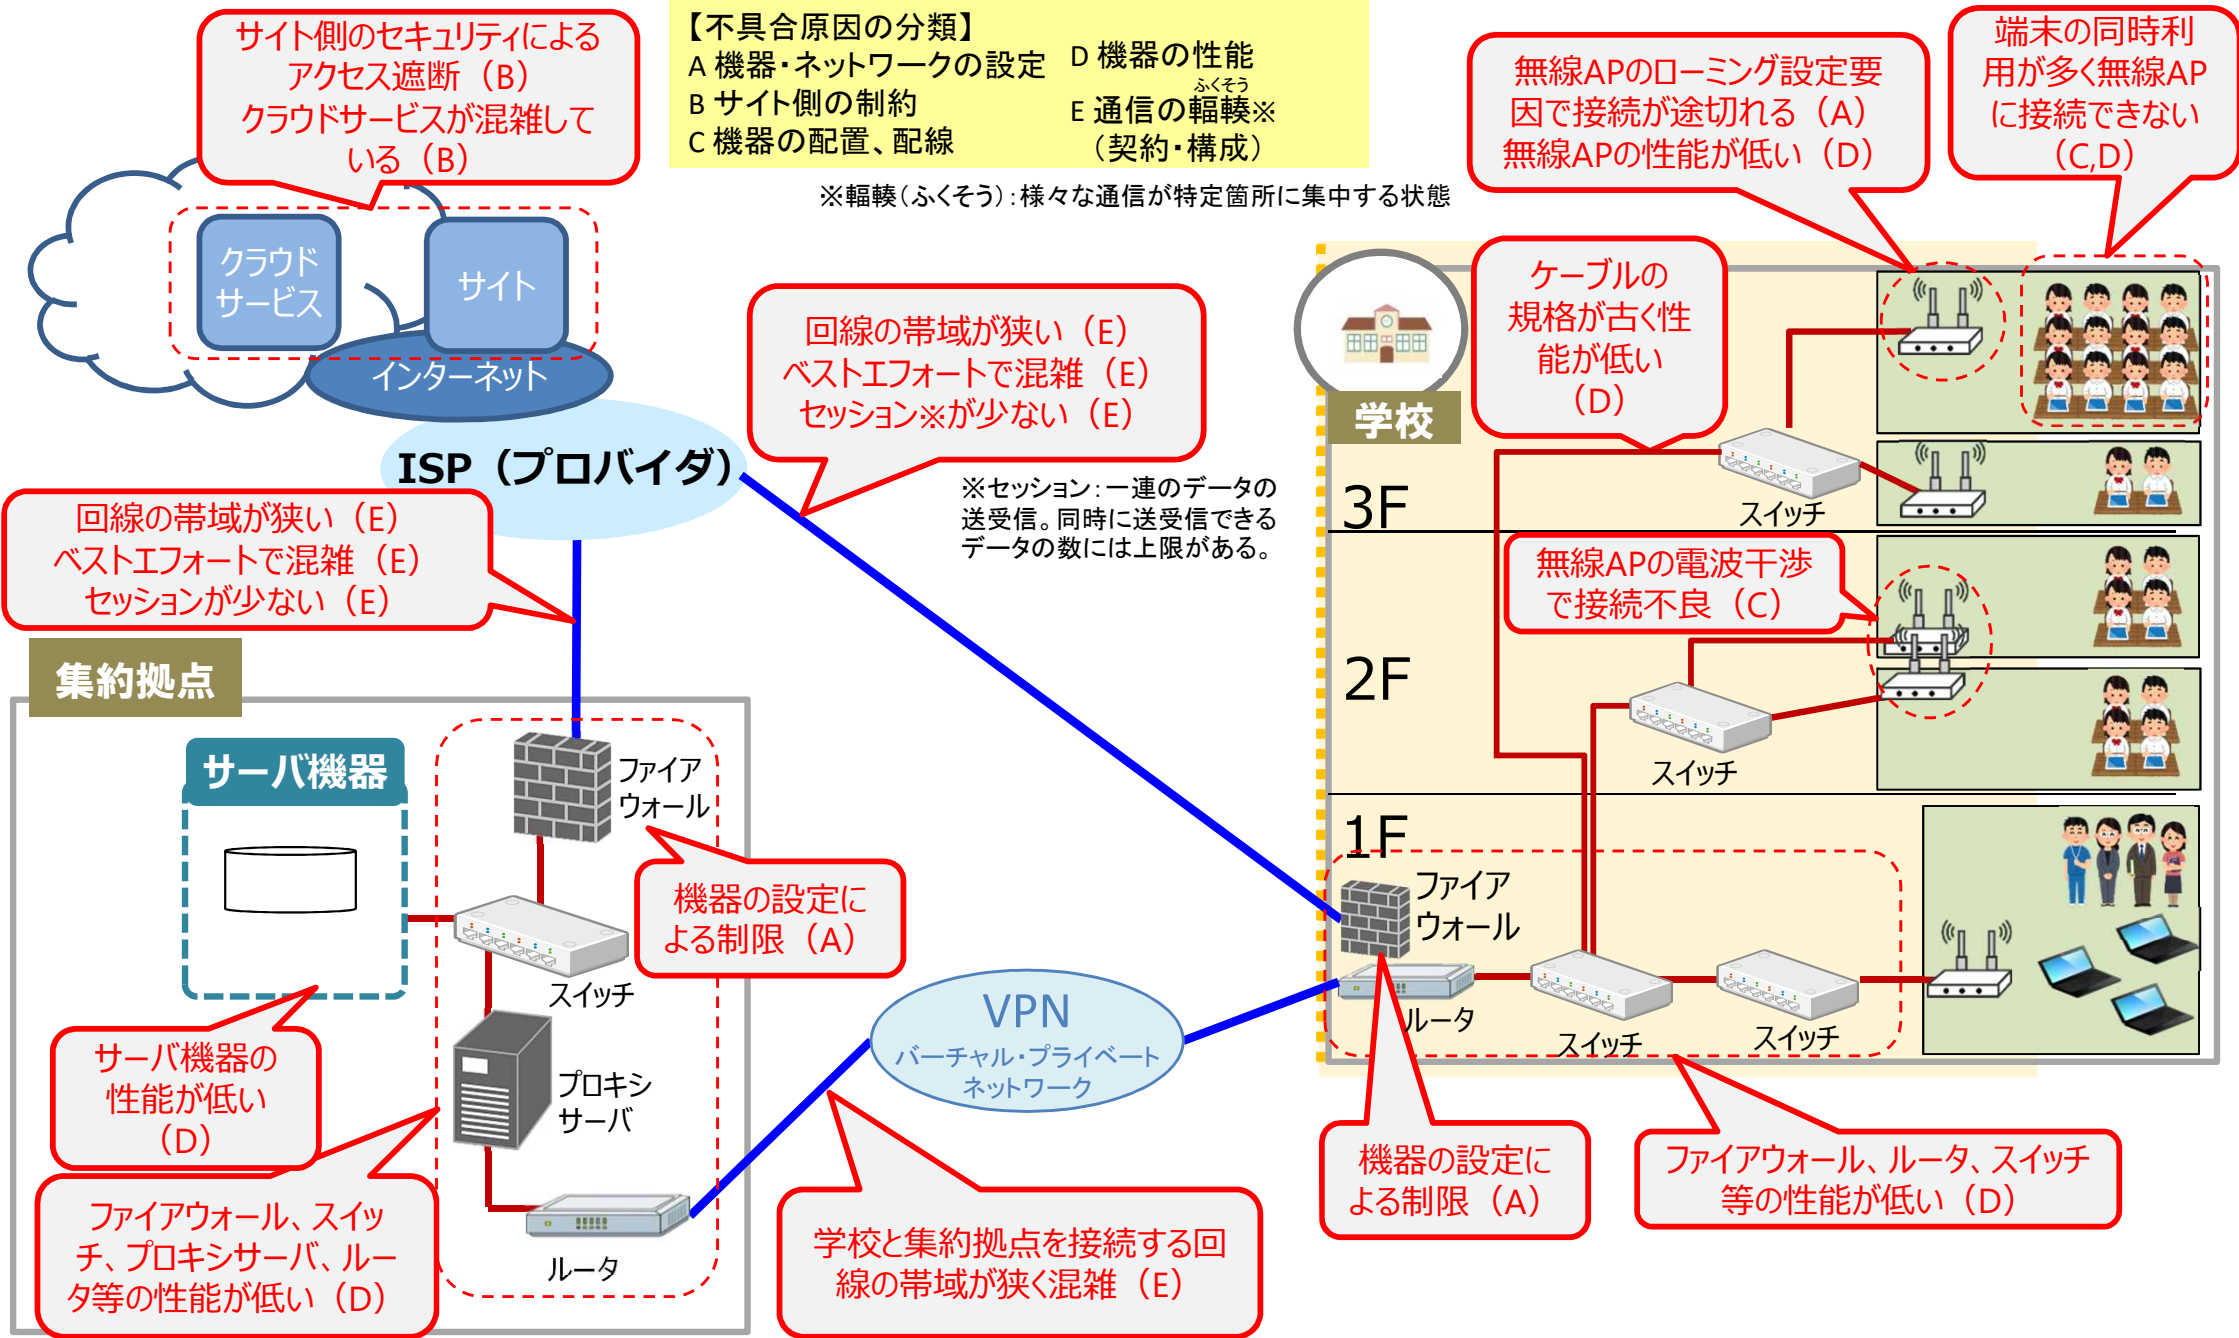 サイト側のセキュリティによる
アクセス遮断（B）
クラウドサービスが混雑して
いる（B）
【不具合原因の分類】
A 機器・ネットワークの設定
B サイト側の制約
C 機器の配置、配線
D 機器の性能
ふくそう
E 通信の輻輳※
（契約・構成）
※輻輳（ふくそう）：様々な通信が特定箇所に集中する状態
無線APのローミング設定要
因で接続が途切れる（A）
無線APの性能が低い（D）
端末の同時利
用が多く無線AP
に接続できない
（C,D）
クラウド
サービス
サイト
インターネット
ISP（プロバイダ）
回線の帯域が狭い（E）
ベストエフォートで混雑（E）
セッション※が少ない（E）
※セッション：一連のデータの
送受信。同時に送受信できる
データの数には上限がある。
ケーブルの
規格が古く性
能が低い
（D）
学校
3F
スイッチ
無線APの電波干渉
で接続不良（C）
2F
スイッチ
1F
ファイア
ウォール
ルータ
スイッチ
スイッチ
機器の設定に
よる制限（A）
ファイアウォール、ルータ、スイッチ
等の性能が低い（D）
回線の帯域が狭い（E）
ベストエフォートで混雑（E）
セッションが少ない（E）
集約拠点
サーバ機器
ファイア
ウォール
機器の設定に
よる制限（A）
スイッチ
サーバ機器の
性能が低い
（D）
プロキシ
サーバ
ファイアウォール、スイッ
チ、プロキシサーバ、ルー
タ等の性能が低い（D）
ルータ
VPN
バーチャル・プライベート
ネットワーク
学校と集約拠点を接続する回
線の帯域が狭く混雑（E）